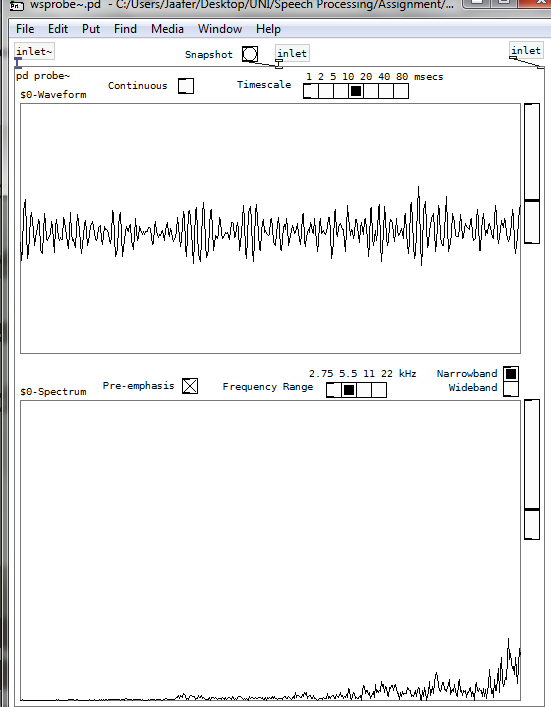 wsprobe~.pd - C:/Users/Jaafer/Desktop/UNI/Speech Processing/Assignment/...
File Edit Put Find Media Window Help
inlet~
Snapshot
inlet
inlet
pd probe~
Continuous
Timescale
1 2 5 10 20 40 80 msecs
$0-Waveform
2.75 5.5 11 22 kHz
Narrowband
$0-Spectrum
Pre-emphasis
Frequency Range
Wideband